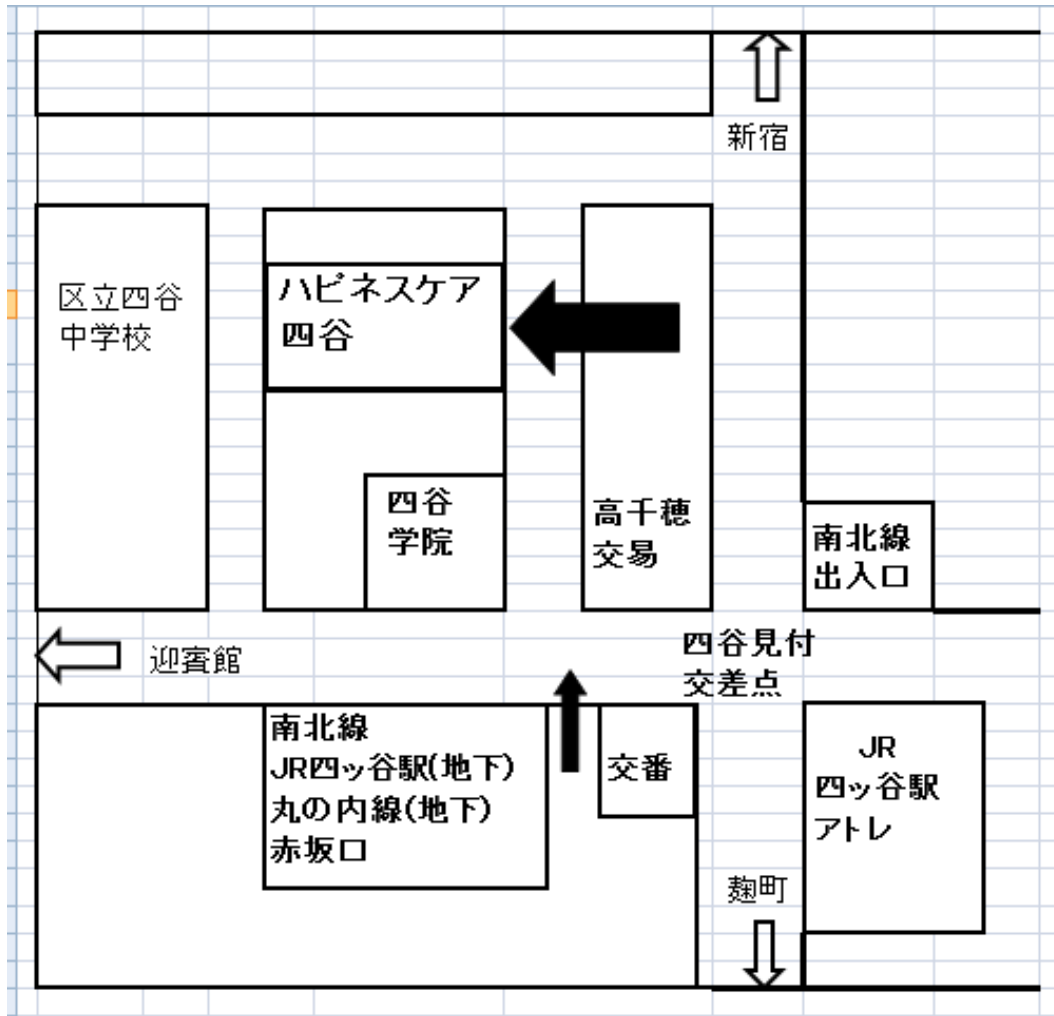 新宿
区立四谷
中学校
ハピネスケア
四谷
四谷
学院
高千穂
交易
南北線
出入口
迎賓館
四谷見付
交差点
南北線
JR四ッ谷駅(地下)
丸の内線(地下)
赤坂口
交番
JR
四ッ谷駅
アトレ
麹町